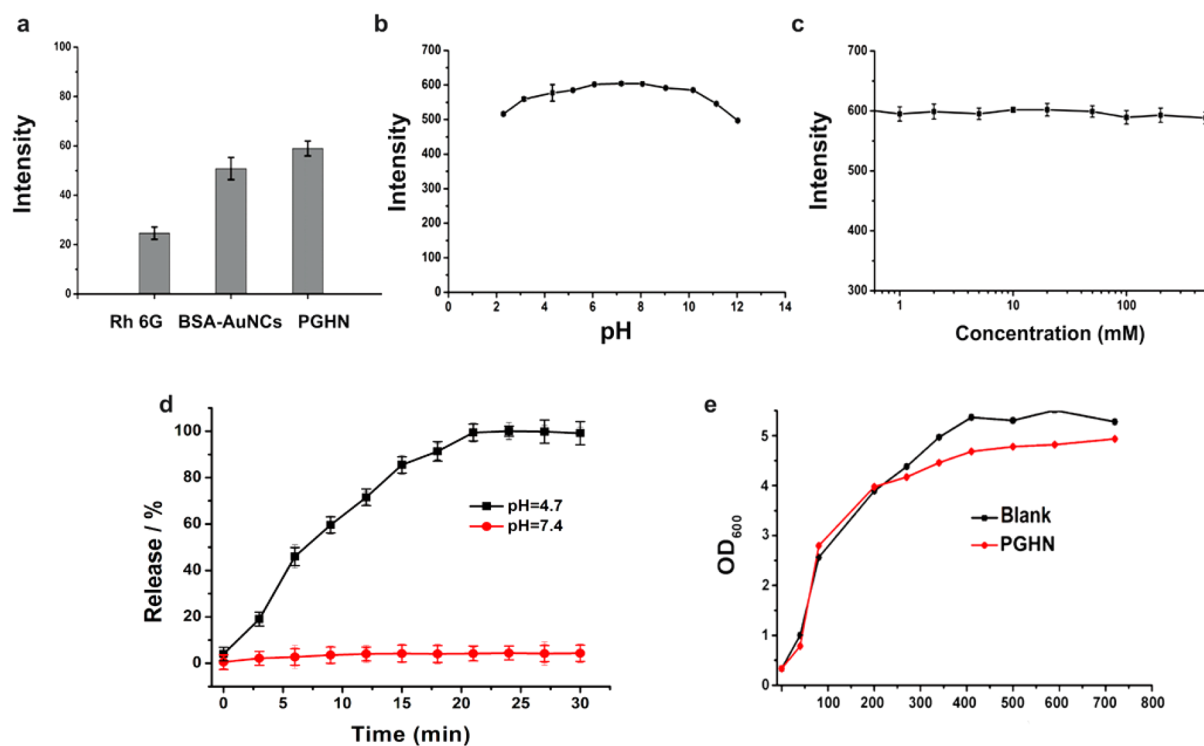 a
100
80
60
40
20
0
Intensity
Rh 6G BSA-AuNCs PGHN
b
700
600
500
400
300
200
100
0
Intensity
0 2 4 6 8 10 12 14
pH
c
700
600
500
400
300
Intensity
1 10 100
Concentration (mM)
d
100
80
60
40
20
0
Release / %
pH=4.7
pH=7.4
0 5 10 15 20 25 30
Time (min)
e
5
4
3
2
1
0
OD600
Blank
PGHN
100 200 300 400 500 600 700 800